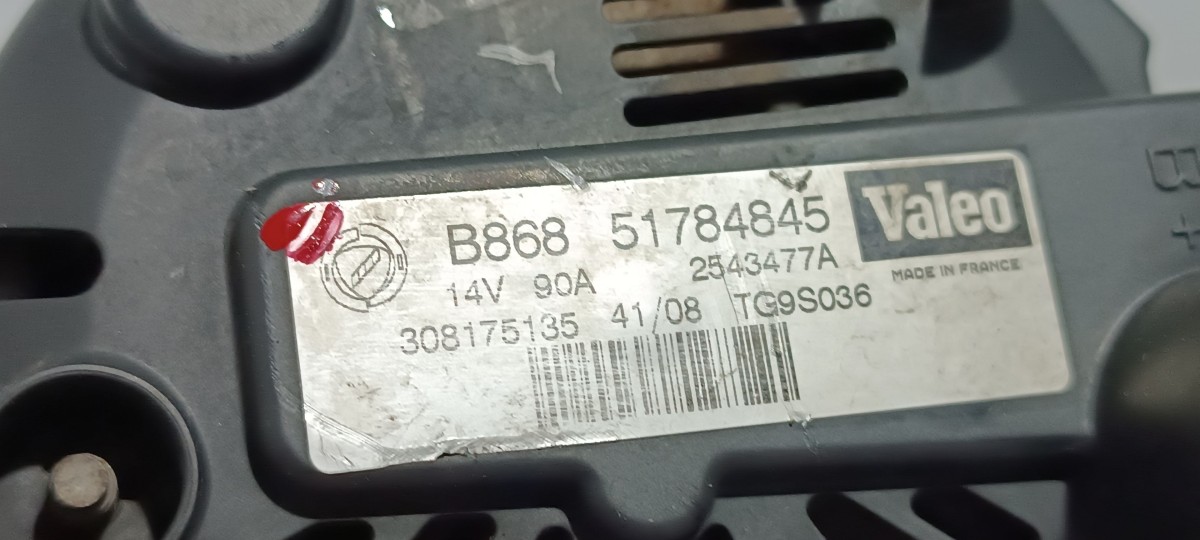 B868 51784845
Valeo
14V 90A 2543477A
MADE IN FRANCE
308175135 41/08 TG9S036
B
+